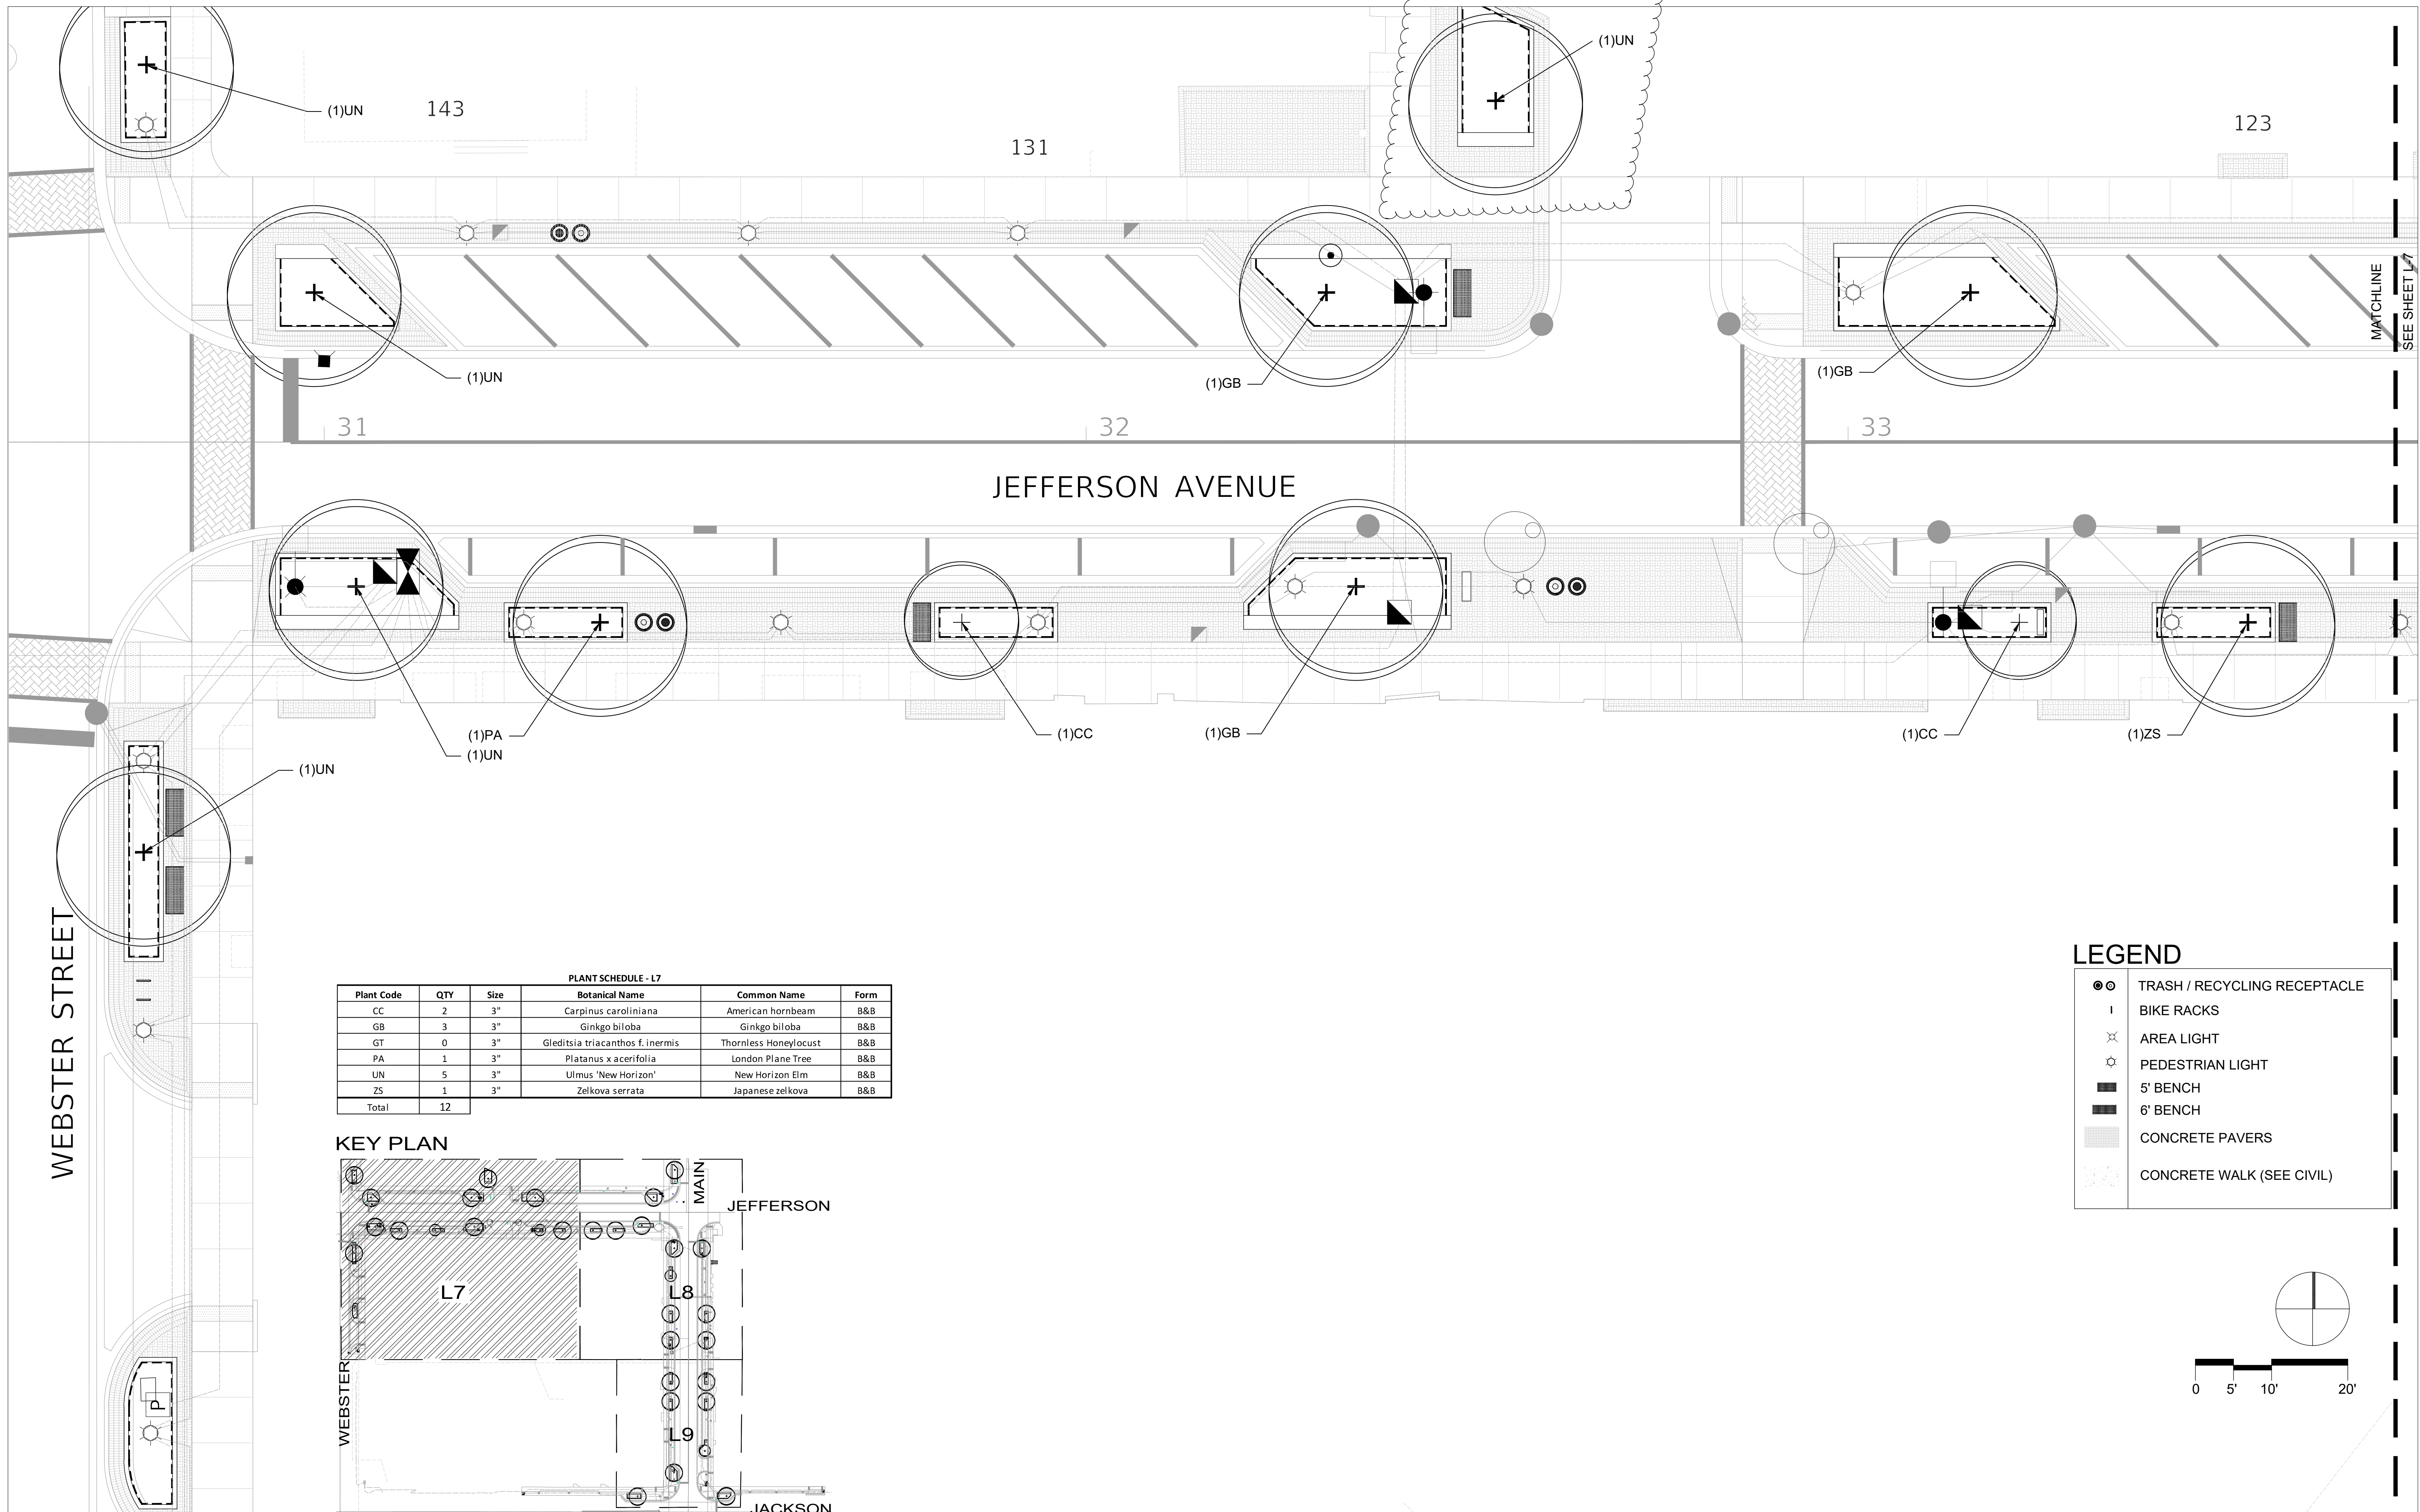 (1)UN
(1)UN
143
131
123
(1)UN
(1)GB
(1)GB
MATCHLINE
SEE SHEET L-7
31
32
33
JEFFERSON AVENUE
(1)PA
(1)UN
(1)CC
(1)GB
(1)CC
(1)ZS
(1)UN
WEBSTER STREET
PLANT SCHEDULE - L7
Plant Code QTY Size Botanical Name Common Name Form
CC 2 3" Carpinus caroliniana American hornbeam B&B
GB 3 3" Ginkgo biloba Ginkgo biloba B&B
GT 0 3" Gleditsia triacanthos f. inermis Thornless Honeylocust B&B
PA 1 3" Platanus x acerifolia London Plane Tree B&B
UN 5 3" Ulmus 'New Horizon' New Horizon Elm B&B
ZS 1 3" Zelkova serrata Japanese zelkova B&B
Total 12
LEGEND
TRASH / RECYCLING RECEPTACLE
BIKE RACKS
AREA LIGHT
PEDESTRIAN LIGHT
5' BENCH
6' BENCH
CONCRETE PAVERS
CONCRETE WALK (SEE CIVIL)
KEY PLAN
MAIN
JEFFERSON
L7
L8
WEBSTER
L9
JACKSON
P
0 5' 10' 20'